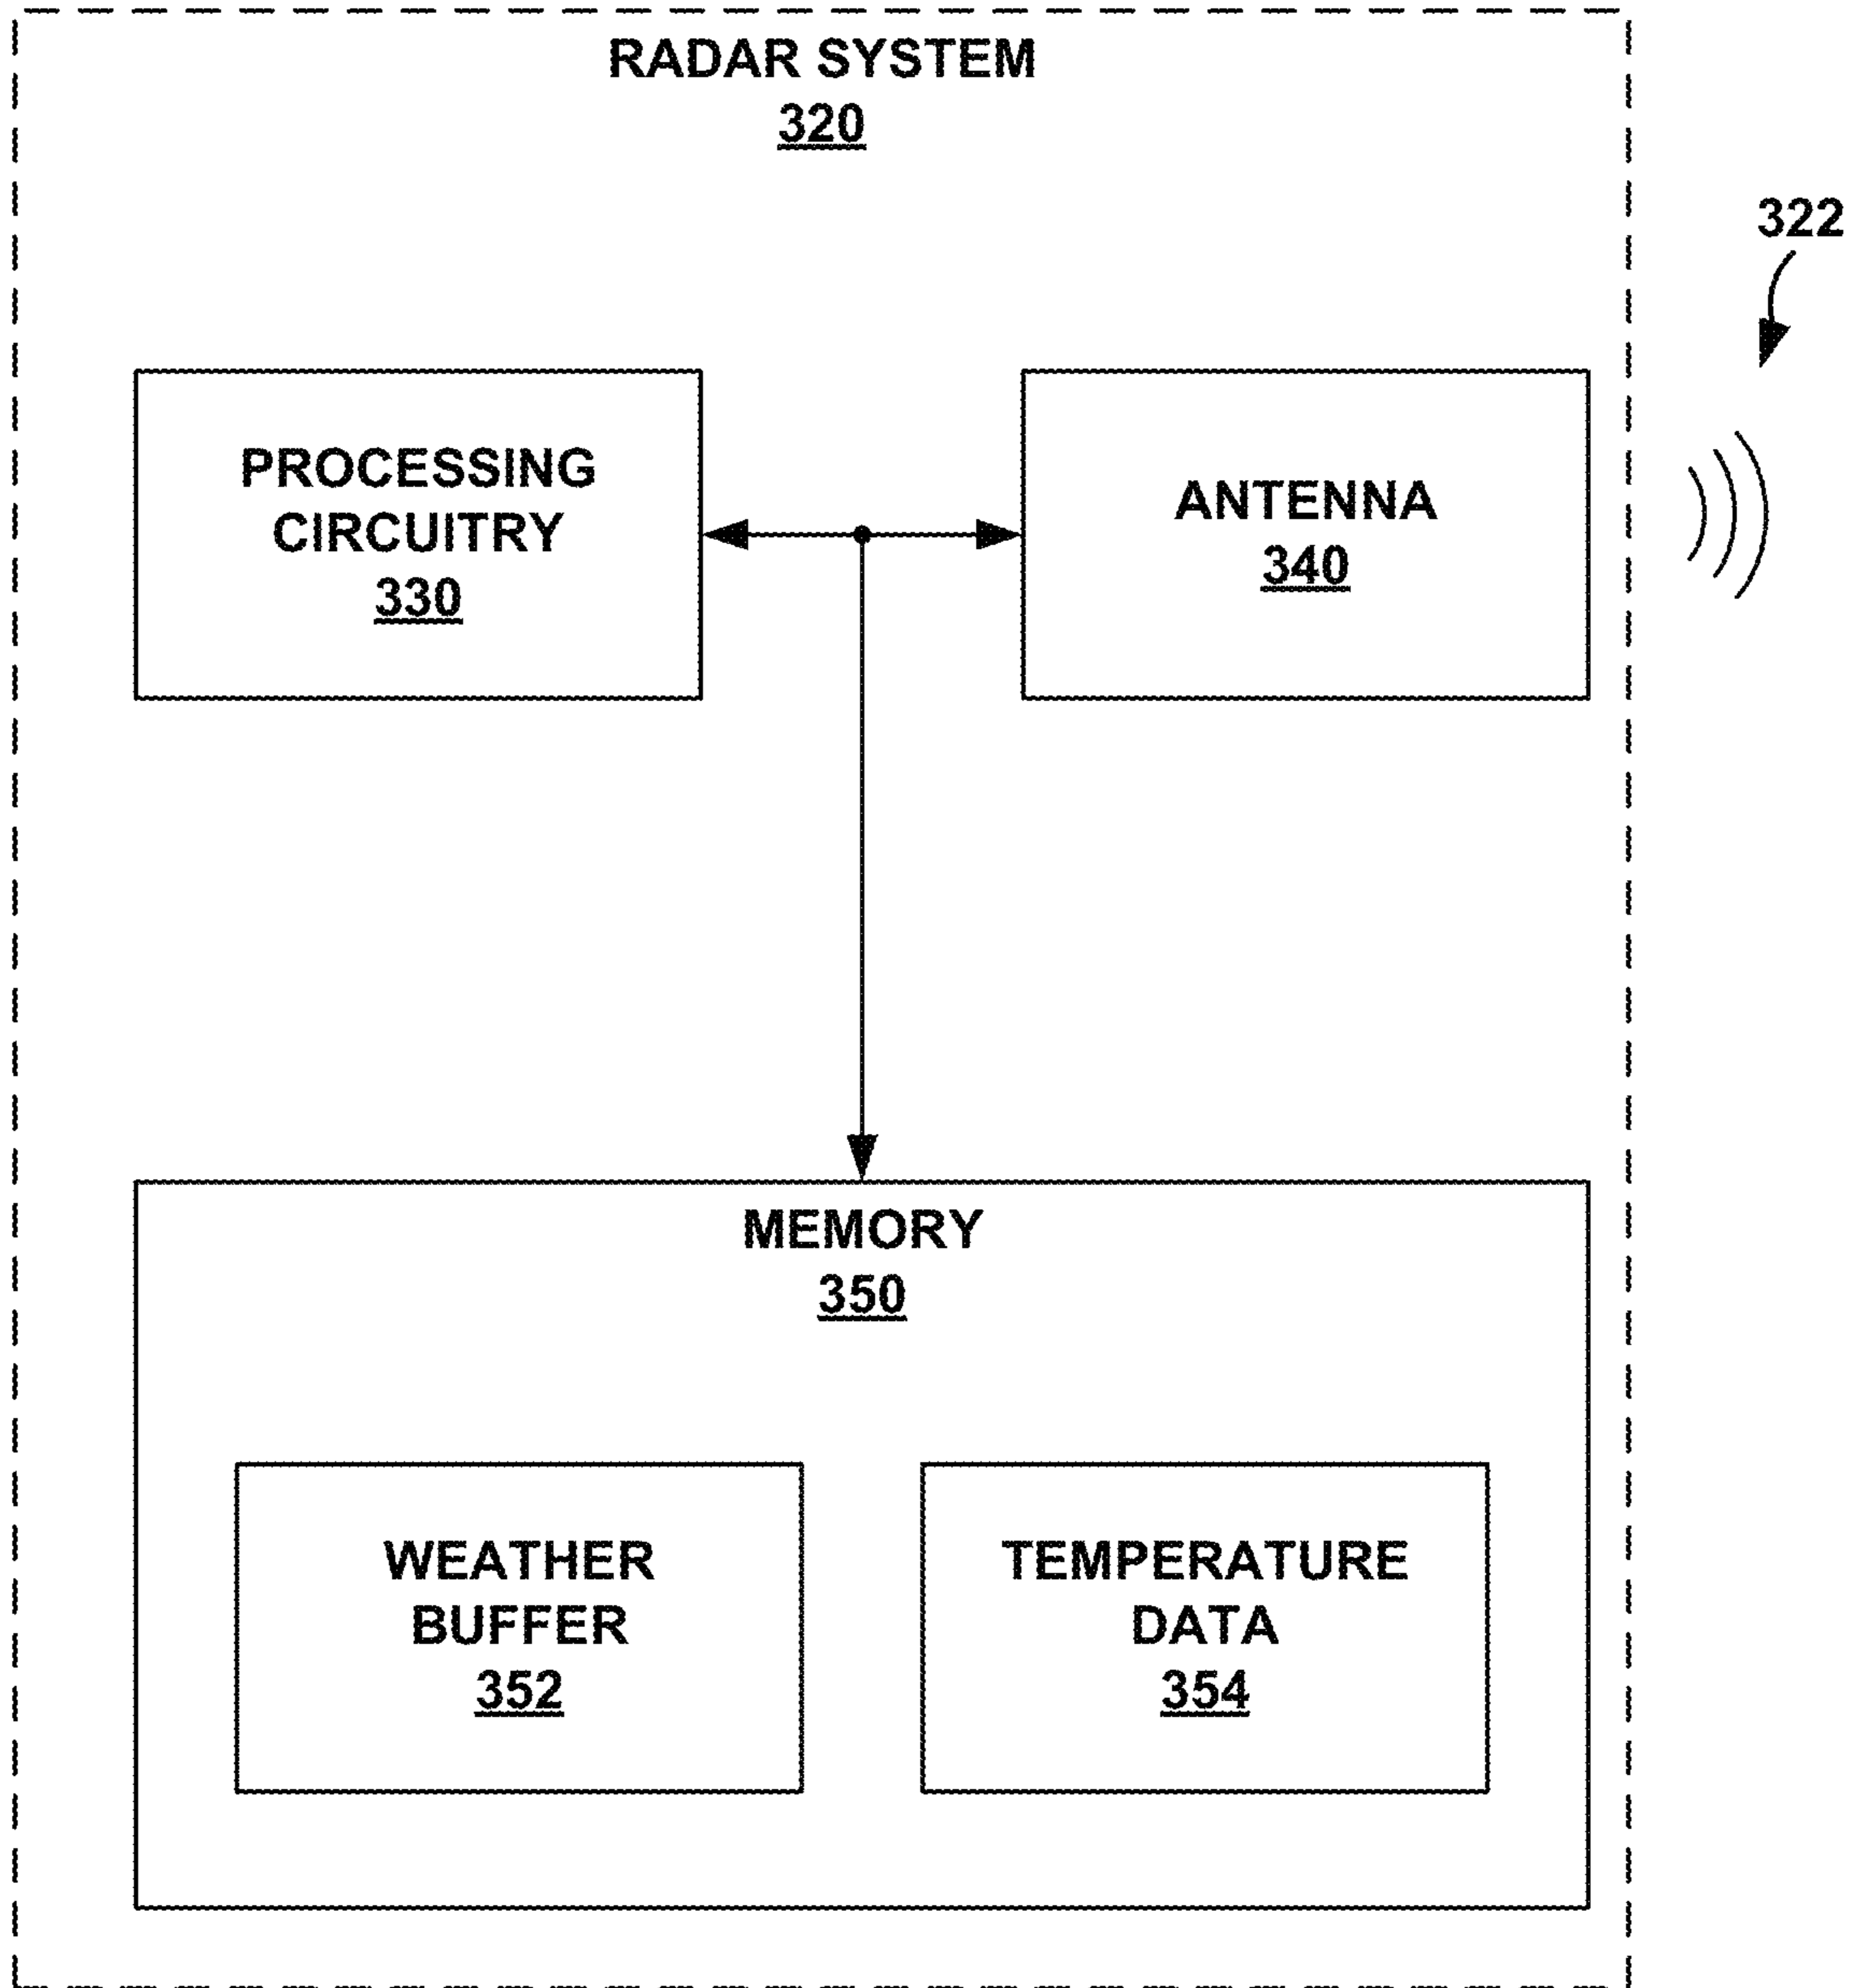 RADAR SYSTEM
320
322
PROCESSING
CIRCUITRY
330
ANTENNA
340
MEMORY
350
WEATHER
BUFFER
352
TEMPERATURE
DATA
354